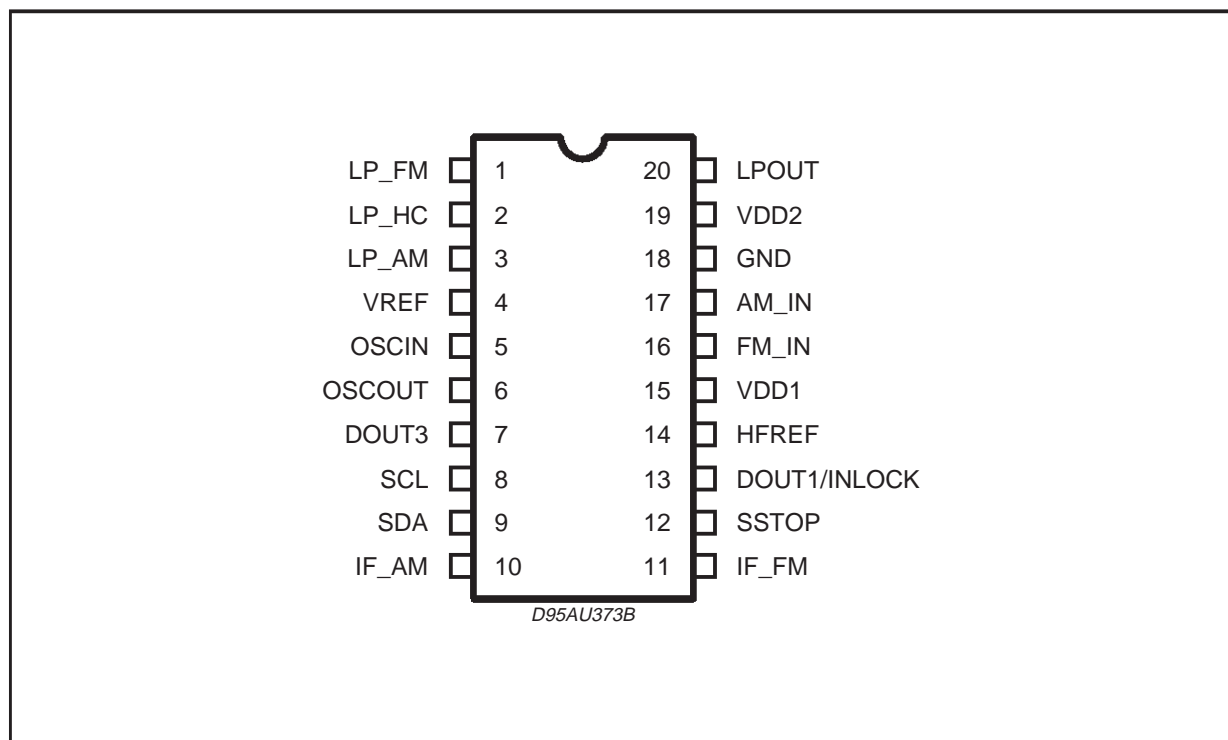 LP_FM 1 20 LPOUT
LP_HC 2 19 VDD2
LP_AM 3 18 GND
VREF 4 17 AM_IN
OSCIN 5 16 FM_IN
OSCOUT 6 15 VDD1
DOUT3 7 14 HFREF
SCL 8 13 DOUT1/INLOCK
SDA 9 12 SSTOP
IF_AM 10 11 IF_FM
D95AU373B